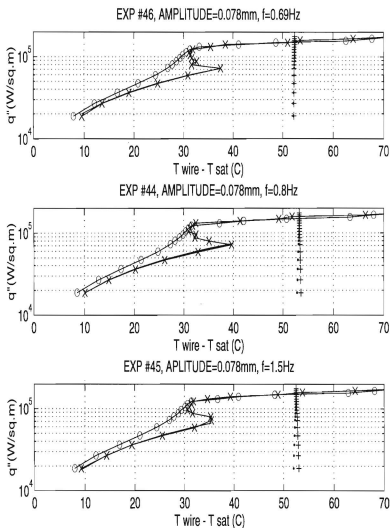 EXP #46, AMPLITUDE=0.078mm, f=0.69Hz
q"(W/sq.m)
10^5
10^4
0 10 20 30 40 50 60 70
T wire - T sat (C)
EXP #44, AMPLITUDE=0.078mm, f=0.8Hz
q"(W/sq.m)
10^5
10^4
0 10 20 30 40 50 60 70
T wire - T sat (C)
EXP #45, APLITUDE=0.078mm, f=1.5Hz
q"(W/sq.m)
10^5
10^4
0 10 20 30 40 50 60 70
T wire - T sat (C)